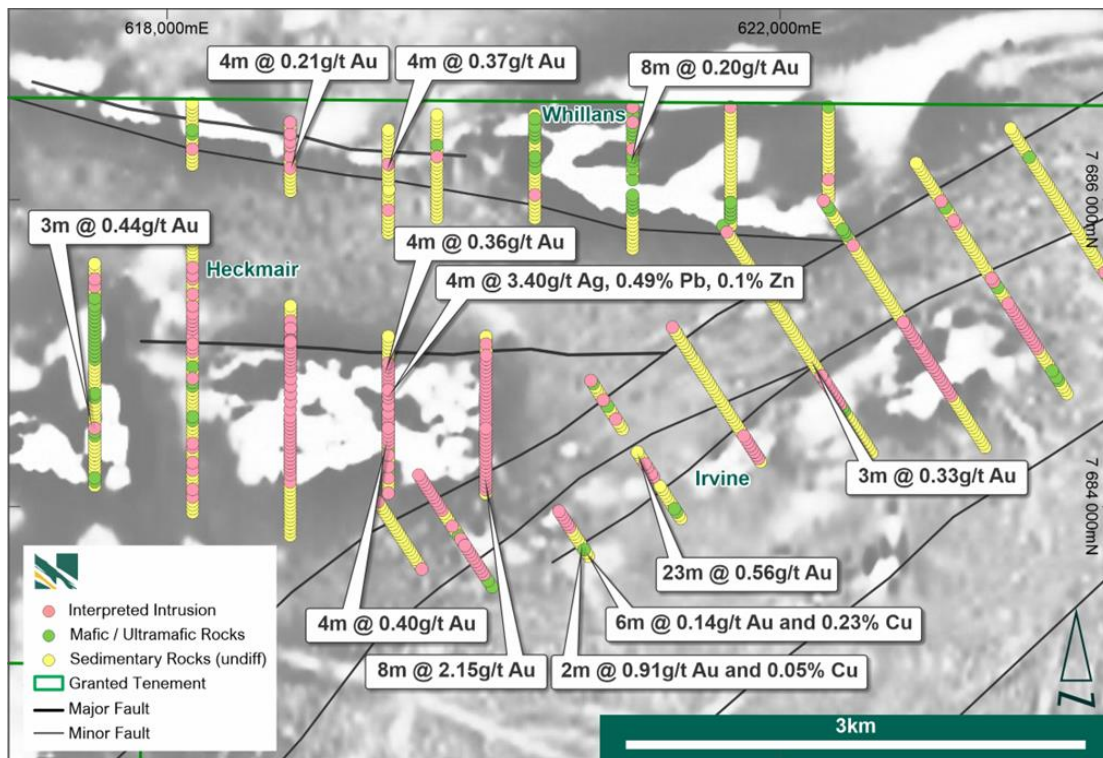 618,000mE
622,000mE
4m @ 0.21g/t Au
4m @ 0.37g/t Au
8m @ 0.20g/t Au
Whillans
7 686 000mN
3m @ 0.44g/t Au
4m @ 0.36g/t Au
Heckmair
4m @ 3.40g/t Ag, 0.49% Pb, 0.1% Zn
Irvine
3m @ 0.33g/t Au
7 684 000mN
23m @ 0.56g/t Au
4m @ 0.40g/t Au
6m @ 0.14g/t Au and 0.23% Cu
8m @ 2.15g/t Au
2m @ 0.91g/t Au and 0.05% Cu
Interpreted Intrusion
Mafic / Ultramafic Rocks
Sedimentary Rocks (undiff)
Granted Tenement
Major Fault
Minor Fault
N
3km